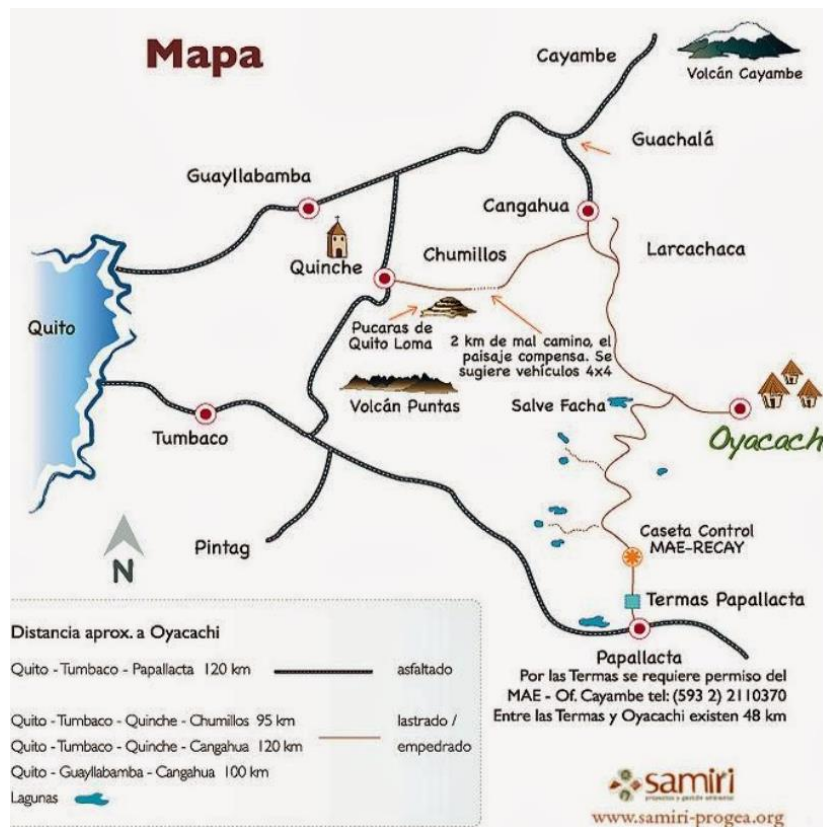 Mapa
Cayambe
Volcán Cayambe
Guachalá
Guayllabamba
Cangahua
Larcachaca
Chumillos
Quinche
Quito
Pucaras de
Quito Loma
2 km de mal camino, el
paisaje compensa. Se
sugiere vehículos 4x4
Volcán Puntas
Salve Facha
Tumbaco
Oyacach
Pintag
N
Caseta Control
MAE-RECAY
Termas Papallacta
Papallacta
Por las Termas se requiere permiso del
MAE - Of. Cayambe tel: (593 2) 2110370
Entre las Termas y Oyacachi existen 48 km
Distancia aprox. a Oyacachi
Quito - Tumbaco - Papallacta 120 km
asfaltado
Quito - Tumbaco - Quinche - Chumillos 95 km
Quito - Tumbaco - Quinche - Cangahua 120 km
Quito - Guayllabamba - Cangahua 100 km
lastrado /
empedrado
Lagunas
samiri
proyectos y gestión ambiental
www.samiri-progea.org